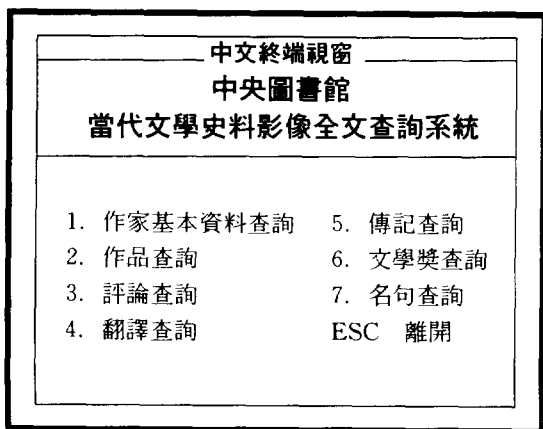 中文終端視窗
中央圖書館
當代文學史料影像全文查詢系統
1. 作家基本資料查詢
2. 作品查詢
3. 評論查詢
4. 翻譯查詢
5. 傳記查詢
6. 文學獎查詢
7. 名句查詢
ESC 離開